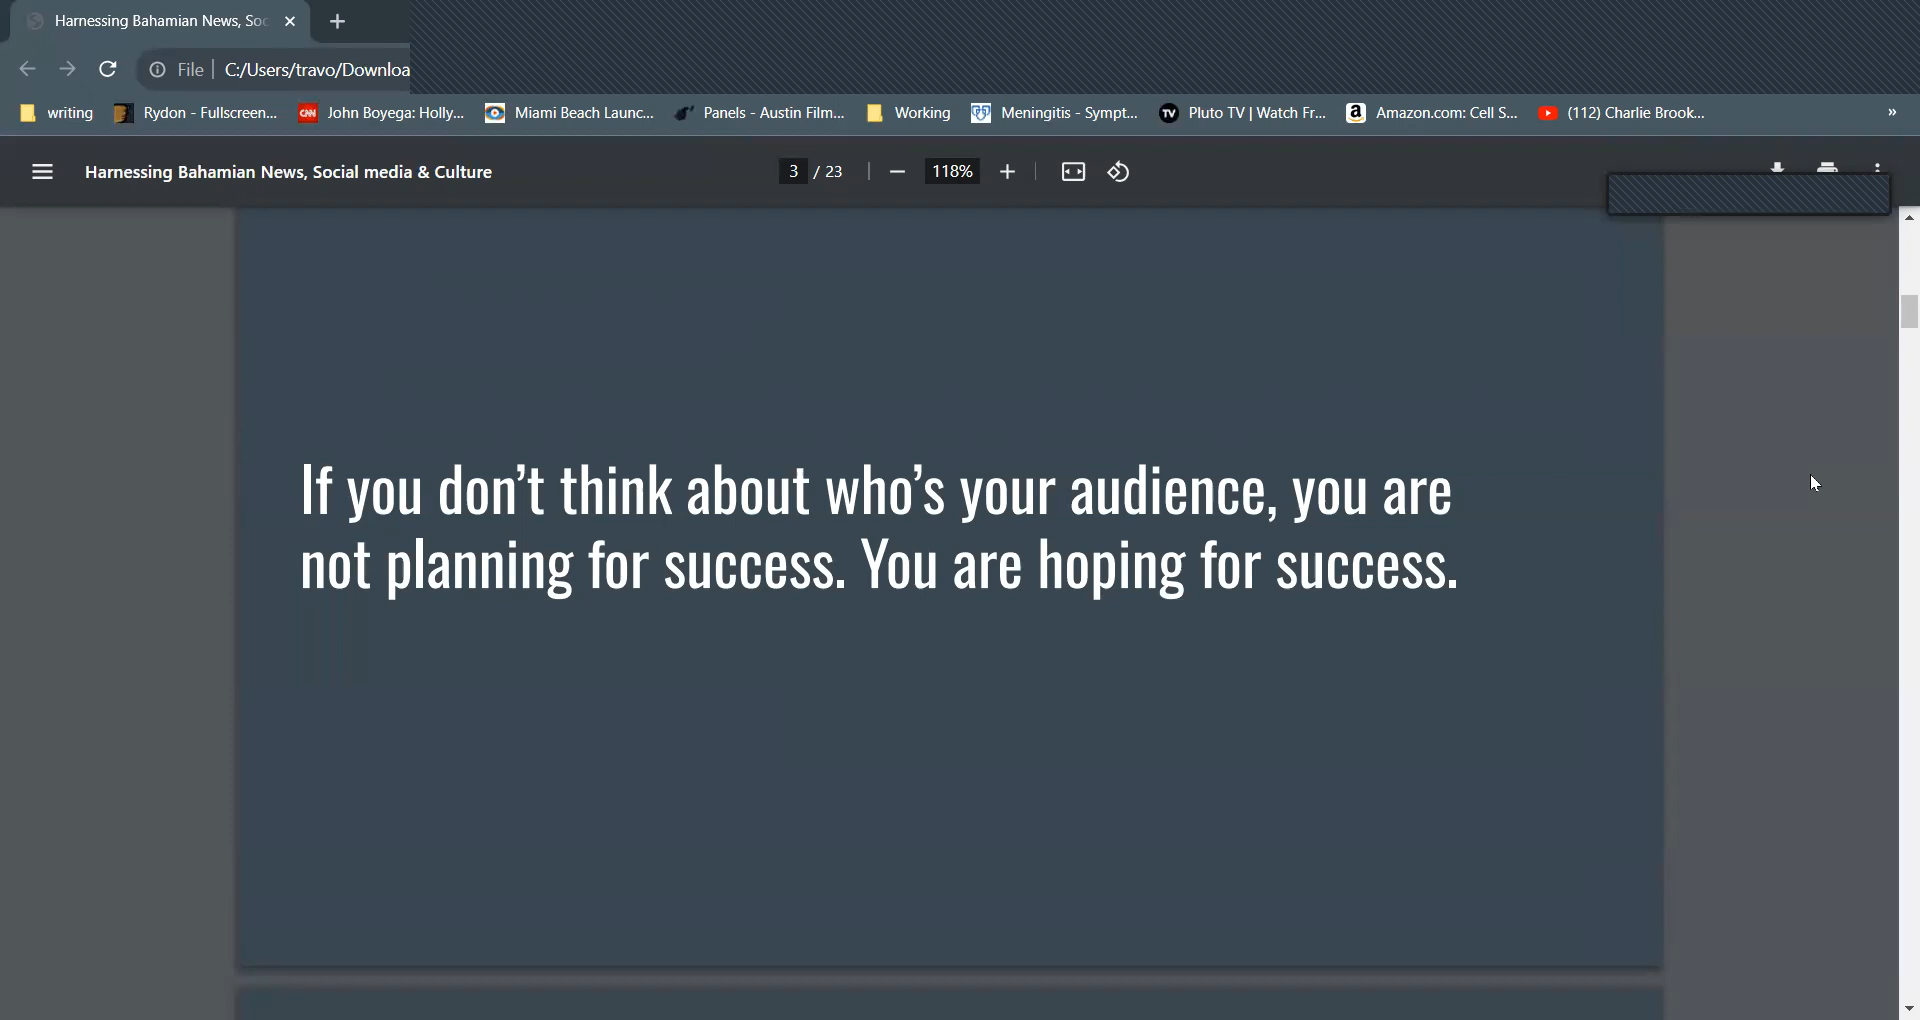 Harnessing Bahamian News, Soc
File
C:/Users/travo/Downloa
writing
Rydon - Fullscreen...
CNN
John Boyega: Holly...
Miami Beach Launc...
Panels - Austin Film...
Working
Meningitis - Sympt...
TV
Pluto TV | Watch Fr...
a
Amazon.com: Cell S...
(112) Charlie Brook...
»
Harnessing Bahamian News, Social media & Culture
3 / 23
118%
If you don’t think about who’s your audience, you are
not planning for success. You are hoping for success.